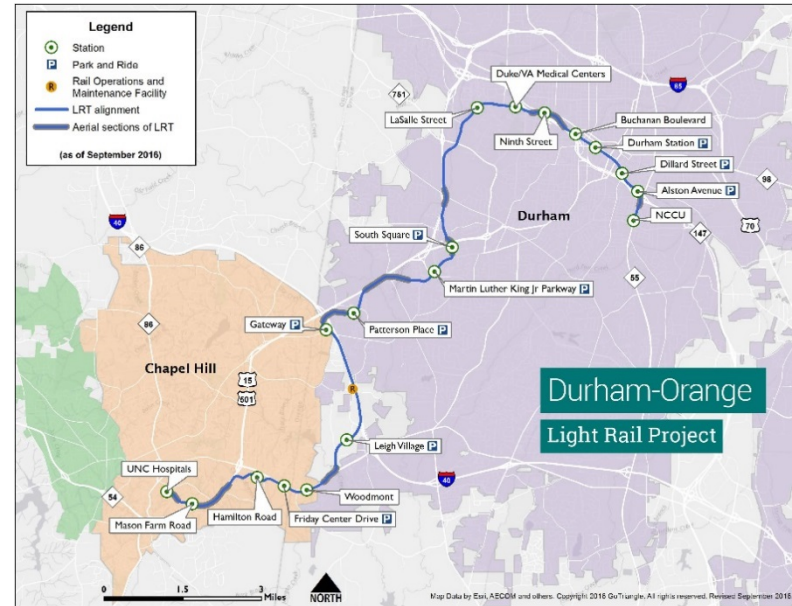 Legend
Station
P Park and Ride
R Rail Operations and
Maintenance Facility
LRT alignment
Aerial sections of LRT
(as of September 2016)
751
85
Duke/VA Medical Centers
LaSalle Street
Ninth Street
Buchanan Boulevard
Durham Station P
Dillard Street P
98
Alston Avenue P
NCCU
Durham
147
70
55
40
86
South Square P
Martin Luther King Jr Parkway P
Gateway P
Patterson Place P
86
Chapel Hill
15
501
R
Durham-Orange
Light Rail Project
Leigh Village P
40
UNC Hospitals
Woodmont
54
Mason Farm Road
Hamilton Road
Friday Center Drive P
0 1.5 3
Miles
NORTH
Map Data by Esri, AECOM and others. Copyright 2016 GoTriangle. All rights reserved. Revised September 2016